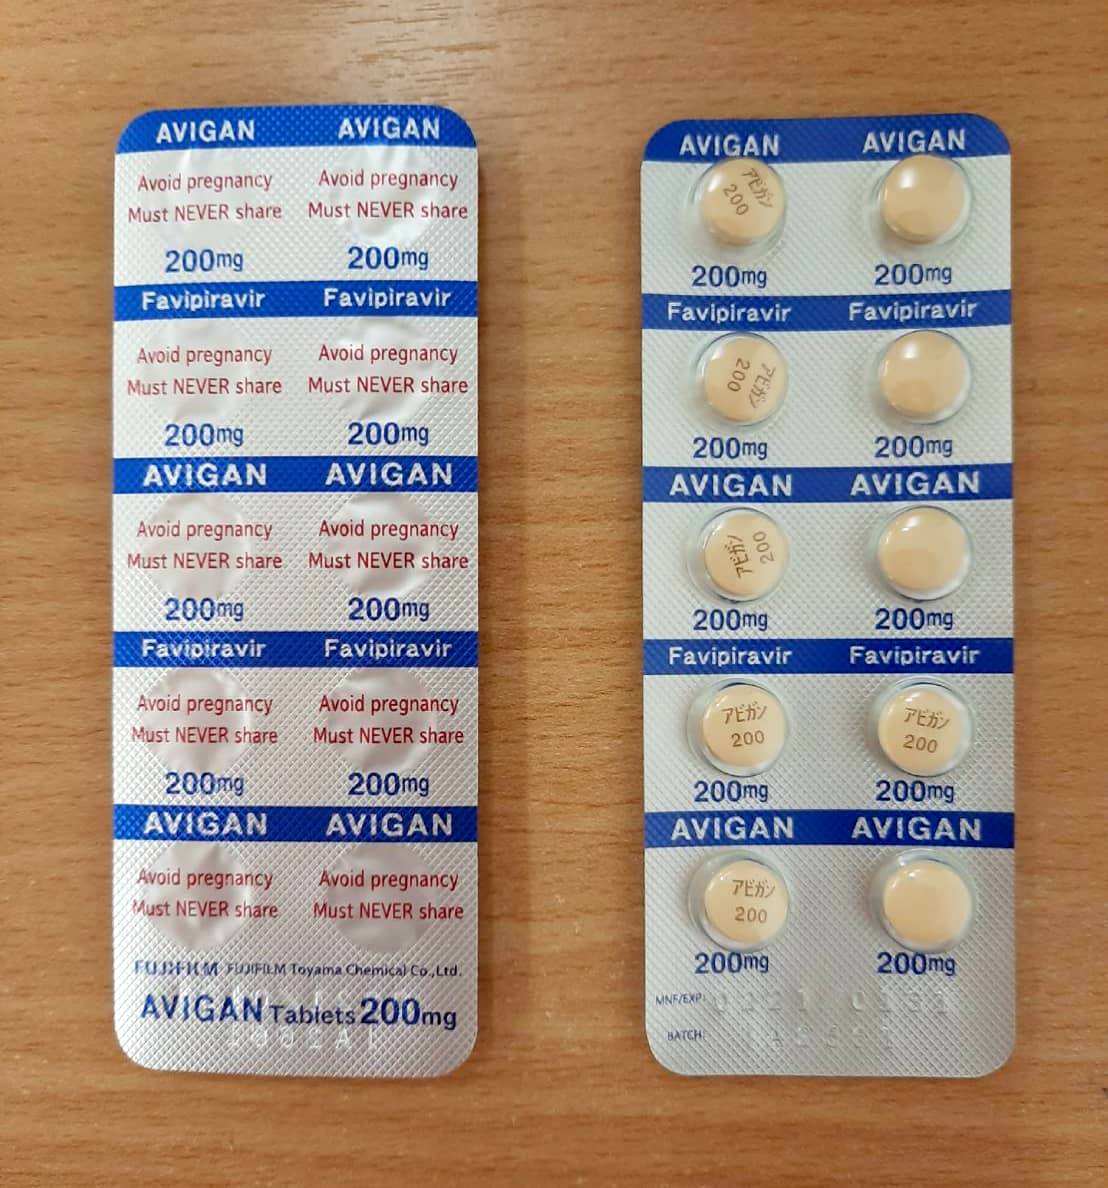 AVIGAN AVIGAN
Avoid pregnancy Avoid pregnancy
Must NEVER share Must NEVER share
200mg 200mg
Favipiravir Favipiravir
Avoid pregnancy Avoid pregnancy
Must NEVER share Must NEVER share
200mg 200mg
AVIGAN AVIGAN
Avoid pregnancy Avoid pregnancy
Must NEVER share Must NEVER share
200mg 200mg
Favipiravir Favipiravir
Avoid pregnancy Avoid pregnancy
Must NEVER share Must NEVER share
200mg 200mg
AVIGAN AVIGAN
Avoid pregnancy Avoid pregnancy
Must NEVER share Must NEVER share
FUJIFILM FUJIFILM Toyama Chemical Co.,Ltd.
AVIGAN Tablets 200mg
AVIGAN AVIGAN
アビガン
200
200mg 200mg
Favipiravir Favipiravir
アビガン
200
200mg 200mg
AVIGAN AVIGAN
アビガン
200
200mg 200mg
Favipiravir Favipiravir
アビガン アビガン
200 200
200mg 200mg
AVIGAN AVIGAN
アビガン
200
200mg 200mg
MNF/EXP:
BATCH: